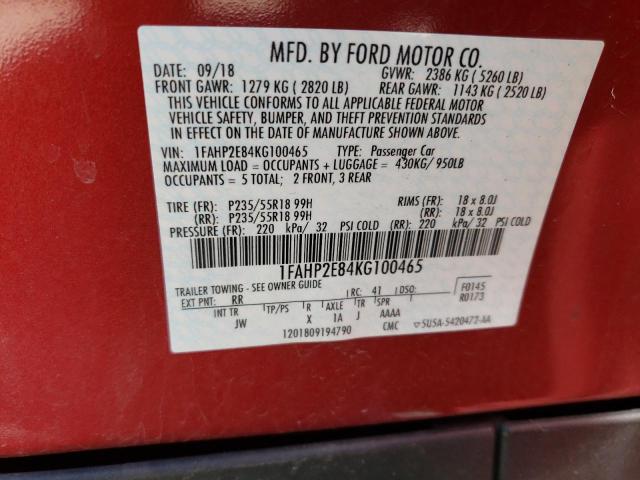 MFD. BY FORD MOTOR CO.
DATE: 09/18 GVWR: 2386 KG ( 5260 LB)
FRONT GAWR: 1279 KG ( 2820 LB) REAR GAWR: 1143 KG ( 2520 LB)
THIS VEHICLE CONFORMS TO ALL APPLICABLE FEDERAL MOTOR
VEHICLE SAFETY, BUMPER, AND THEFT PREVENTION STANDARDS
IN EFFECT ON THE DATE OF MANUFACTURE SHOWN ABOVE.
VIN: 1FAHP2E84KG100465 TYPE: Passenger Car
MAXIMUM LOAD = OCCUPANTS + LUGGAGE = 430KG/ 950LB
OCCUPANTS = 5 TOTAL; 2 FRONT, 3 REAR
TIRE (FR): P235/55R18 99H RIMS (FR): 18 x 8.0J
(RR): P235/55R18 99H (RR): 18 x 8.0J
PRESSURE (FR): 220 kPa/ 32 PSI COLD (RR): 220 kPa/ 32 PSI COLD
1FAHP2E84KG100465
TRAILER TOWING - SEE OWNER GUIDE
EXT PNT: RR RC: 41 DSO: F0145
R0173
INT TR TP/PS R AXLE TR SPR
JW X 1A J AAAA
1201809194790 CMC ▽5U5A-5420472-AA